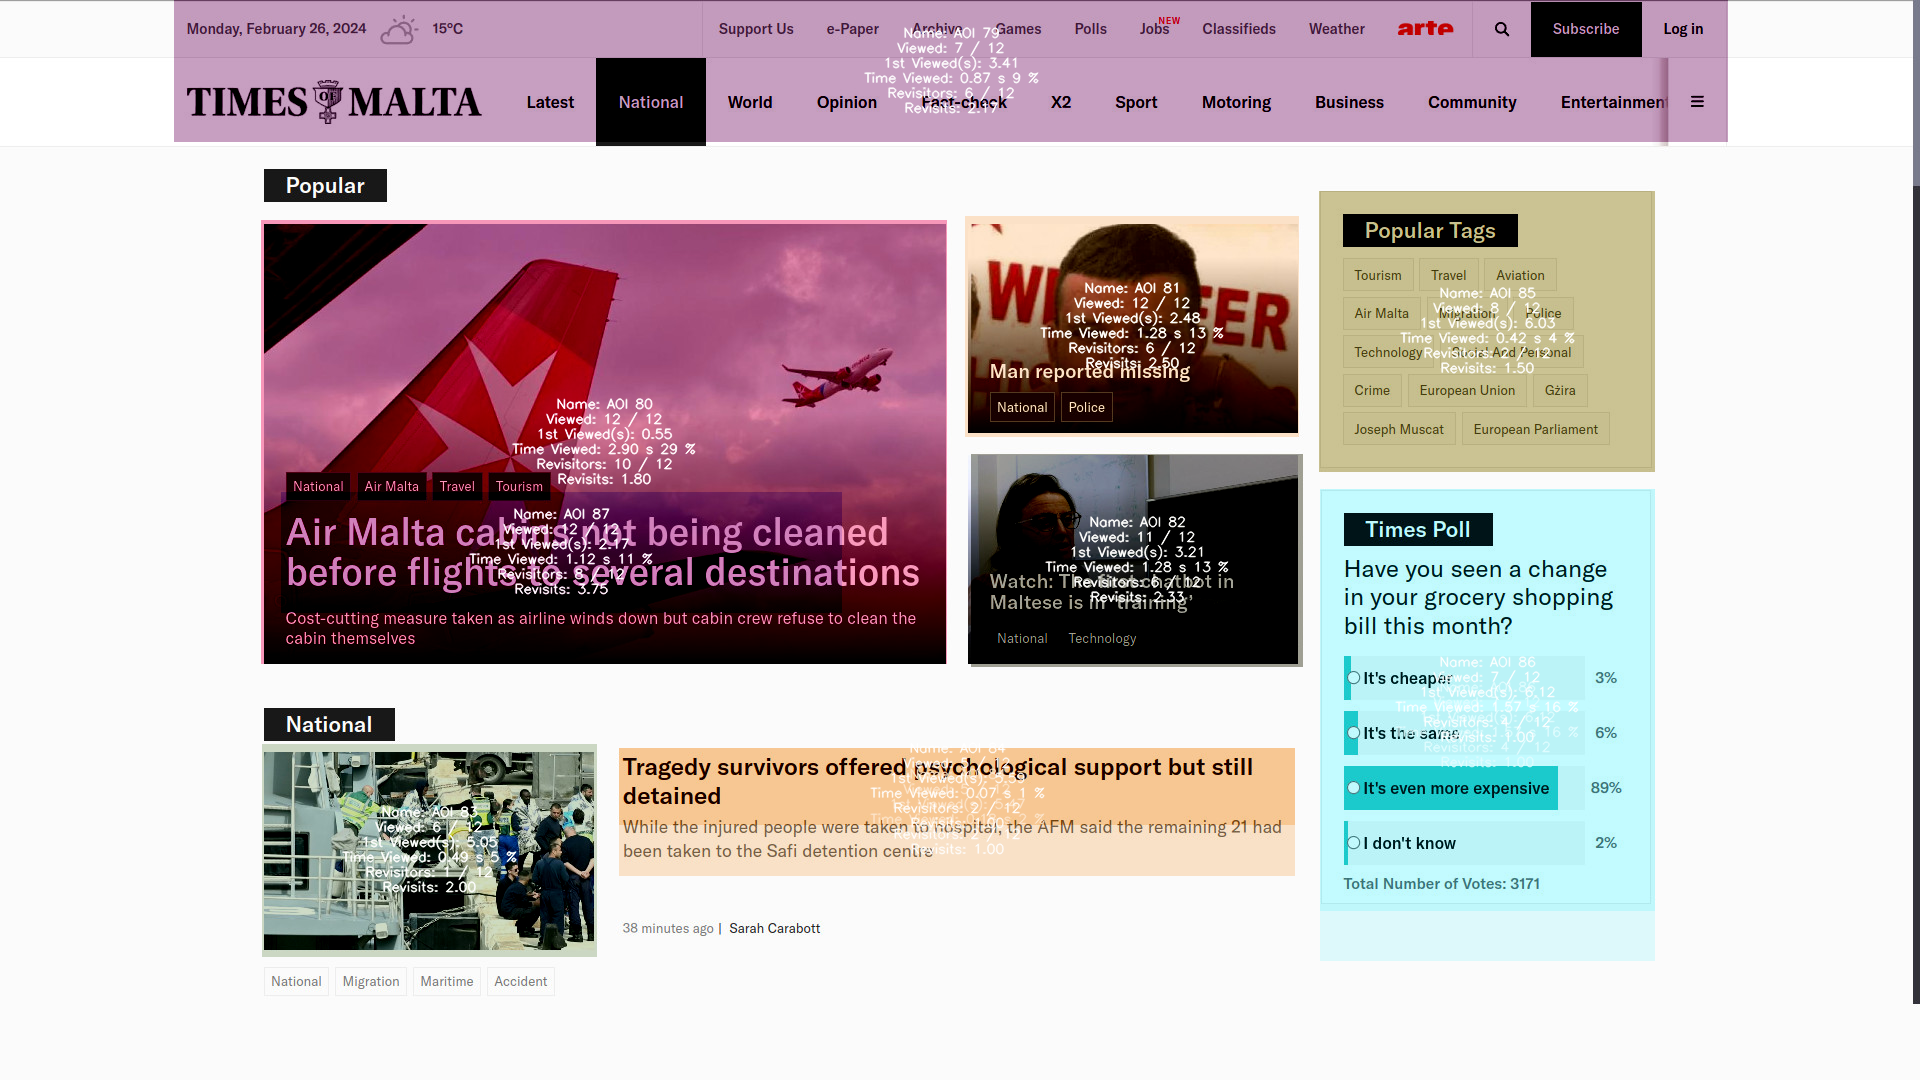 Monday, February 26, 2024
15°C
Support Us
e-Paper
Archive
Games
Polls
Jobs
NEW
Classifieds
Weather
arte
Subscribe
Log in
Name: AOI 79
Viewed: 7 / 12
1st Viewed(s): 3.41
Time Viewed: 0.87 s 9 %
Revisitors: 6 / 12
Revisits: 2.17
TIMES OF MALTA
Latest
National
World
Opinion
Fact-check
X2
Sport
Motoring
Business
Community
Entertainment
Popular
Name: AOI 80
Viewed: 12 / 12
1st Viewed(s): 0.55
Time Viewed: 2.90 s 29 %
Revisitors: 10 / 12
Revisits: 1.80
National
Air Malta
Travel
Tourism
Air Malta cabins not being cleaned
before flights to several destinations
Name: AOI 87
Viewed: 12 / 12
1st Viewed(s): 2.17
Time Viewed: 1.12 s 11 %
Revisitors: 8 / 12
Revisits: 3.75
Cost-cutting measure taken as airline winds down but cabin crew refuse to clean the
cabin themselves
Name: AOI 81
Viewed: 12 / 12
1st Viewed(s): 2.48
Time Viewed: 1.28 s 13 %
Revisitors: 6 / 12
Revisits: 2.50
Man reported missing
National
Police
Name: AOI 82
Viewed: 11 / 12
1st Viewed(s): 3.21
Time Viewed: 1.28 s 13 %
Revisitors: 6 / 12
Revisits: 2.33
Watch: The first chatbot in
Maltese is in 'training'
National
Technology
Popular Tags
Tourism
Travel
Aviation
Air Malta
Migration
Police
Technology
Social And Personal
Crime
European Union
Gżira
Joseph Muscat
European Parliament
Name: AOI 85
Viewed: 8 / 12
1st Viewed(s): 6.03
Time Viewed: 0.42 s 4 %
Revisitors: 2 / 12
Revisits: 1.50
Times Poll
Have you seen a change
in your grocery shopping
bill this month?
It's cheaper
3%
It's the same
6%
It's even more expensive
89%
I don't know
2%
Total Number of Votes: 3171
Name: AOI 86
Viewed: 7 / 12
1st Viewed(s): 6.12
Time Viewed: 1.57 s 16 %
Revisitors: 4 / 12
Revisits: 1.00
National
Name: AOI 83
Viewed: 6 / 12
1st Viewed(s): 5.05
Time Viewed: 0.49 s 5 %
Revisitors: 1 / 12
Revisits: 2.00
National
Migration
Maritime
Accident
Tragedy survivors offered psychological support but still
detained
While the injured people were taken to hospital, the AFM said the remaining 21 had
been taken to the Safi detention centre
Name: AOI 84
Time Viewed: 0.07 s 1 %
Revisitors: 2 / 12
Revisits: 1.00
38 minutes ago | Sarah Carabott